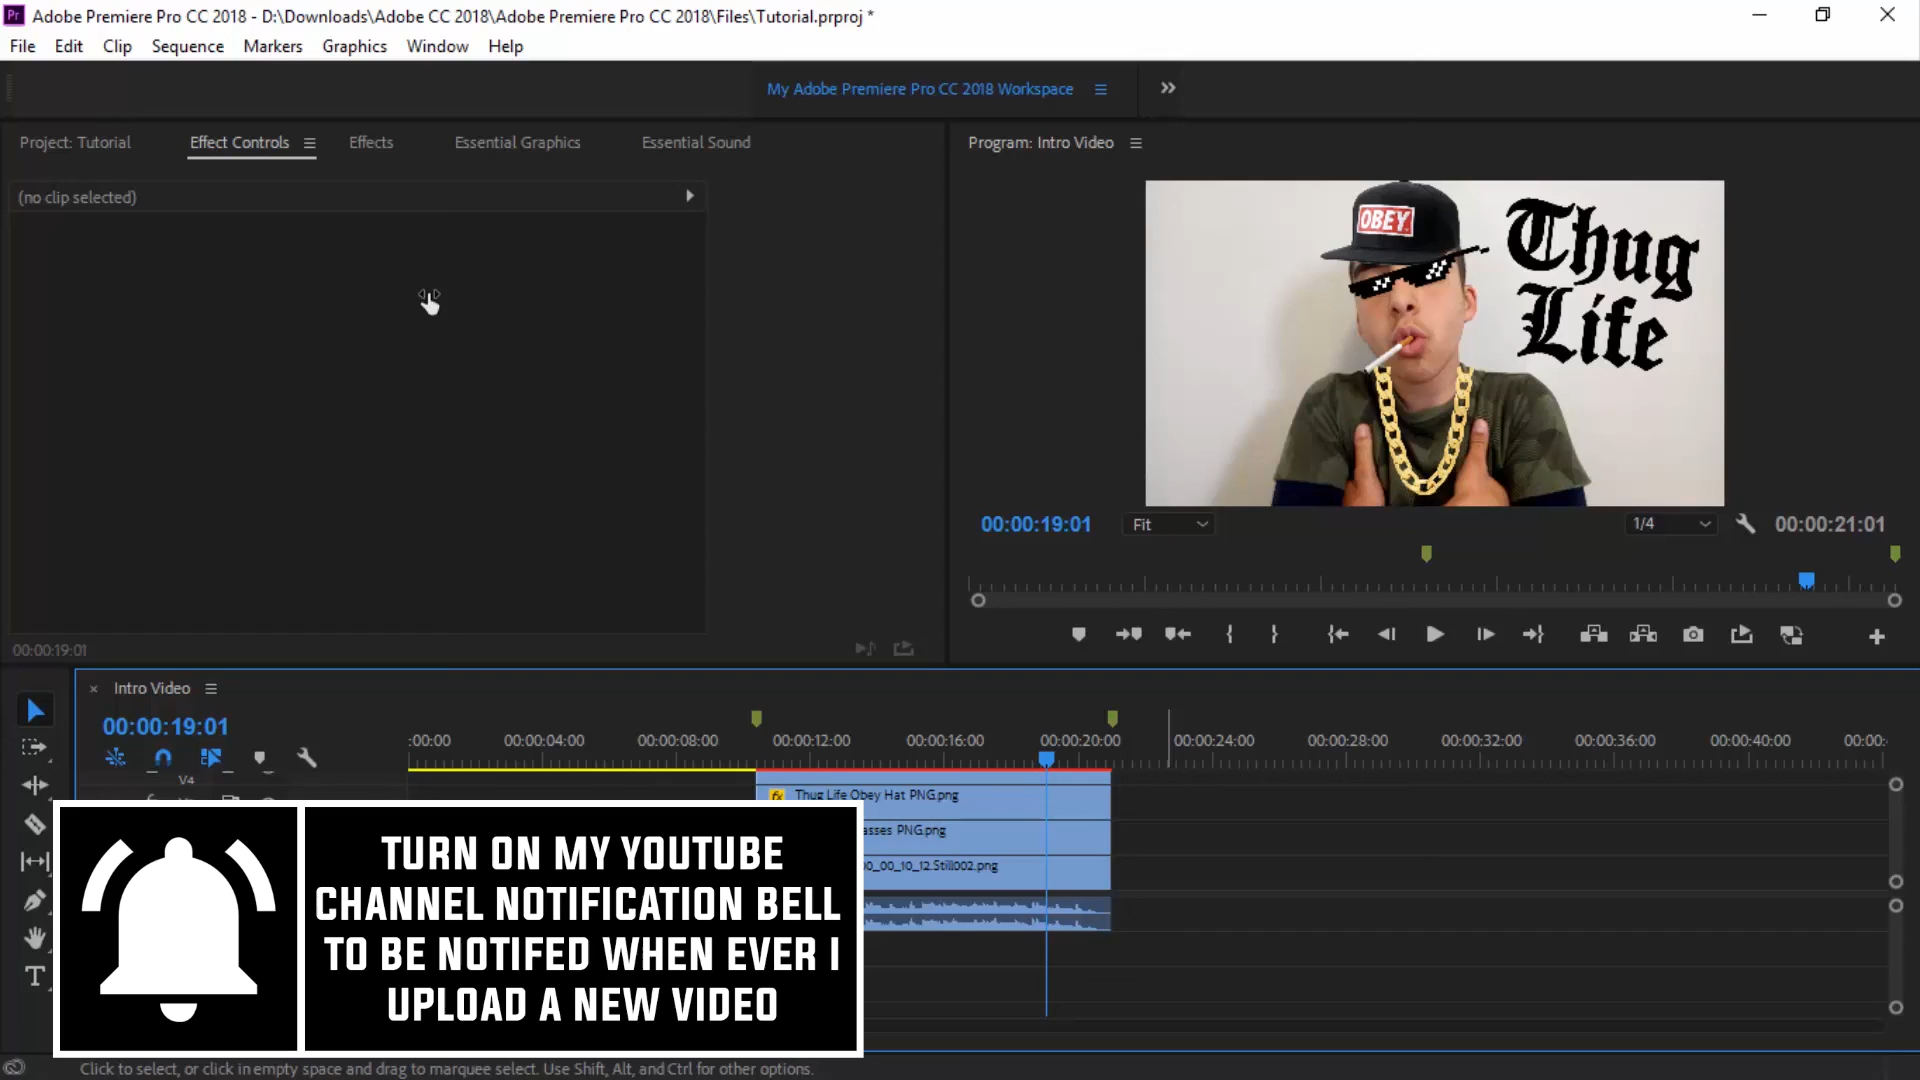 Pr Adobe Premiere Pro CC 2018 - D:\Downloads\Adobe CC 2018\Adobe Premiere Pro CC 2018\Files\Tutorial.prproj *
File Edit Clip Sequence Markers Graphics Window Help
My Adobe Premiere Pro CC 2018 Workspace
Project: Tutorial Effect Controls Effects Essential Graphics Essential Sound
(no clip selected)
00:00:19:01
Program: Intro Video
OBEY
Thug
Life
00:00:19:01 Fit 1/4 00:00:21:01
Intro Video
00:00:19:01
:00:00 00:00:04:00 00:00:08:00 00:00:12:00 00:00:16:00 00:00:20:00 00:00:24:00 00:00:28:00 00:00:32:00 00:00:36:00 00:00:40:00 00:00:
V4
fx Thug Life Obey Hat PNG.png
asses PNG.png
00_00_10_12.Still002.png
TURN ON MY YOUTUBE
CHANNEL NOTIFICATION BELL
TO BE NOTIFED WHEN EVER I
UPLOAD A NEW VIDEO
Click to select, or click in empty space and drag to marquee select. Use Shift, Alt, and Ctrl for other options.